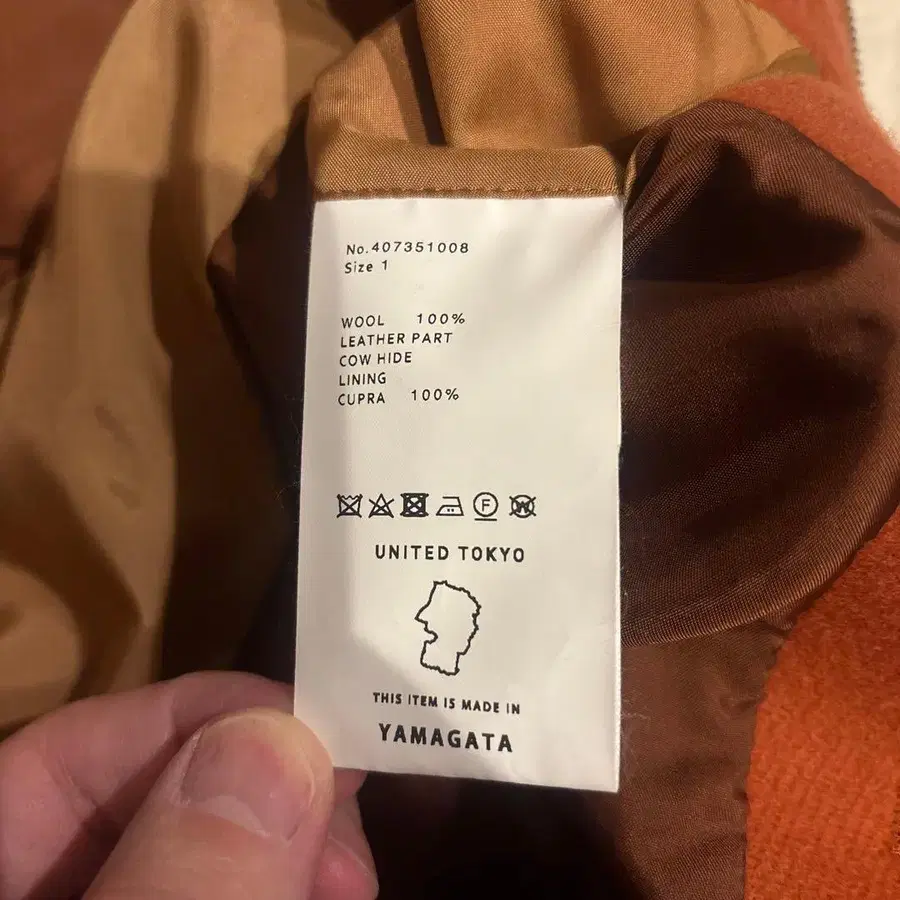 No.407351008
Size 1
WOOL 100%
LEATHER PART
COW HIDE
LINING
CUPRA 100%
F W
UNITED TOKYO
THIS ITEM IS MADE IN
YAMAGATA